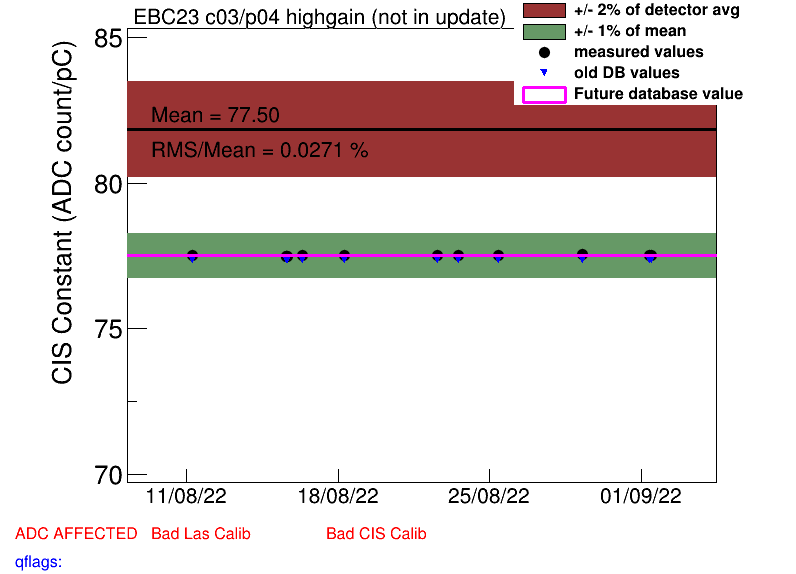 EBC23 c03/p04 highgain (not in update)
+/- 2% of detector avg
+/- 1% of mean
measured values
old DB values
Future database value
CIS Constant (ADC count/pC)
85
80
75
70
Mean = 77.50
RMS/Mean = 0.0271 %
11/08/22 18/08/22 25/08/22 01/09/22
ADC AFFECTED Bad Las Calib Bad CIS Calib
qflags: